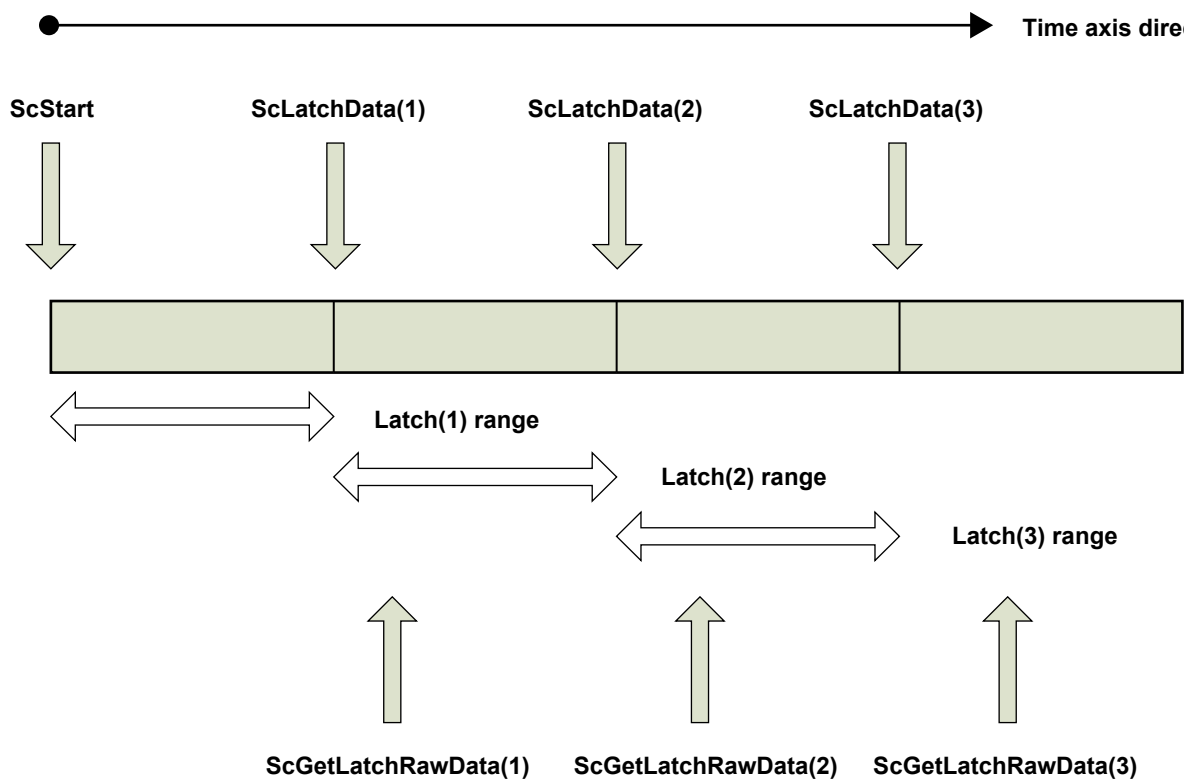 Time axis
ScStart ScLatchData(1) ScLatchData(2) ScLatchData(3)
Latch(1) range
Latch(2) range
Latch(3) range
ScGetLatchRawData(1) ScGetLatchRawData(2) ScGetLatchRawData(3)